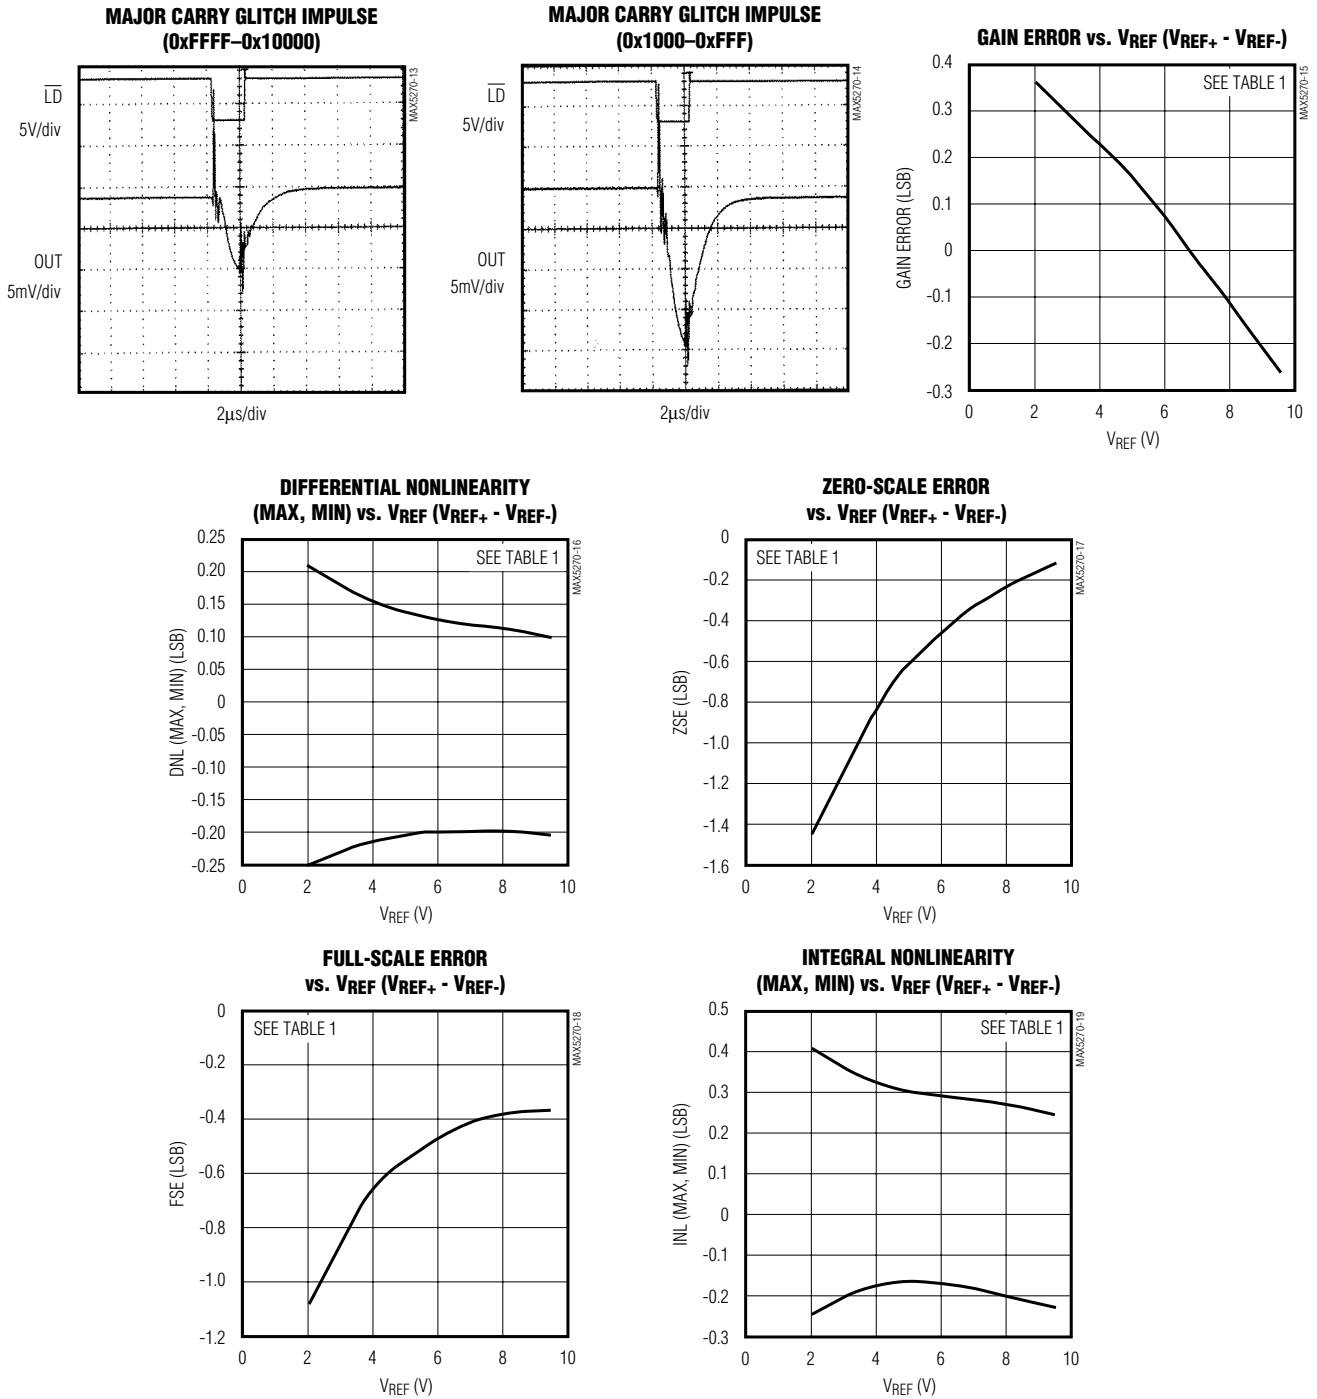 MAJOR CARRY GLITCH IMPULSE
(0xFFFF–0x10000)
LD
5V/div
OUT
5mV/div
2µs/div
MAX5270-13
MAJOR CARRY GLITCH IMPULSE
(0x1000–0xFFF)
LD
5V/div
OUT
5mV/div
2µs/div
MAX5270-14
GAIN ERROR vs. VREF (VREF+ - VREF-)
SEE TABLE 1
MAX5270-15
GAIN ERROR (LSB)
0.4
0.3
0.2
0.1
0
-0.1
-0.2
-0.3
0 2 4 6 8 10
VREF (V)
DIFFERENTIAL NONLINEARITY
(MAX, MIN) vs. VREF (VREF+ - VREF-)
SEE TABLE 1
MAX5270-16
DNL (MAX, MIN) (LSB)
0.25
0.20
0.15
0.10
0.05
0
-0.05
-0.10
-0.15
-0.20
-0.25
0 2 4 6 8 10
VREF (V)
ZERO-SCALE ERROR
vs. VREF (VREF+ - VREF-)
SEE TABLE 1
MAX5270-17
ZSE (LSB)
0
-0.2
-0.4
-0.6
-0.8
-1.0
-1.2
-1.4
-1.6
0 2 4 6 8 10
VREF (V)
FULL-SCALE ERROR
vs. VREF (VREF+ - VREF-)
SEE TABLE 1
MAX5270-18
FSE (LSB)
0
-0.2
-0.4
-0.6
-0.8
-1.0
-1.2
0 2 4 6 8 10
VREF (V)
INTEGRAL NONLINEARITY
(MAX, MIN) vs. VREF (VREF+ - VREF-)
SEE TABLE 1
MAX5270-19
INL (MAX, MIN) (LSB)
0.5
0.4
0.3
0.2
0.1
0
-0.1
-0.2
-0.3
0 2 4 6 8 10
VREF (V)